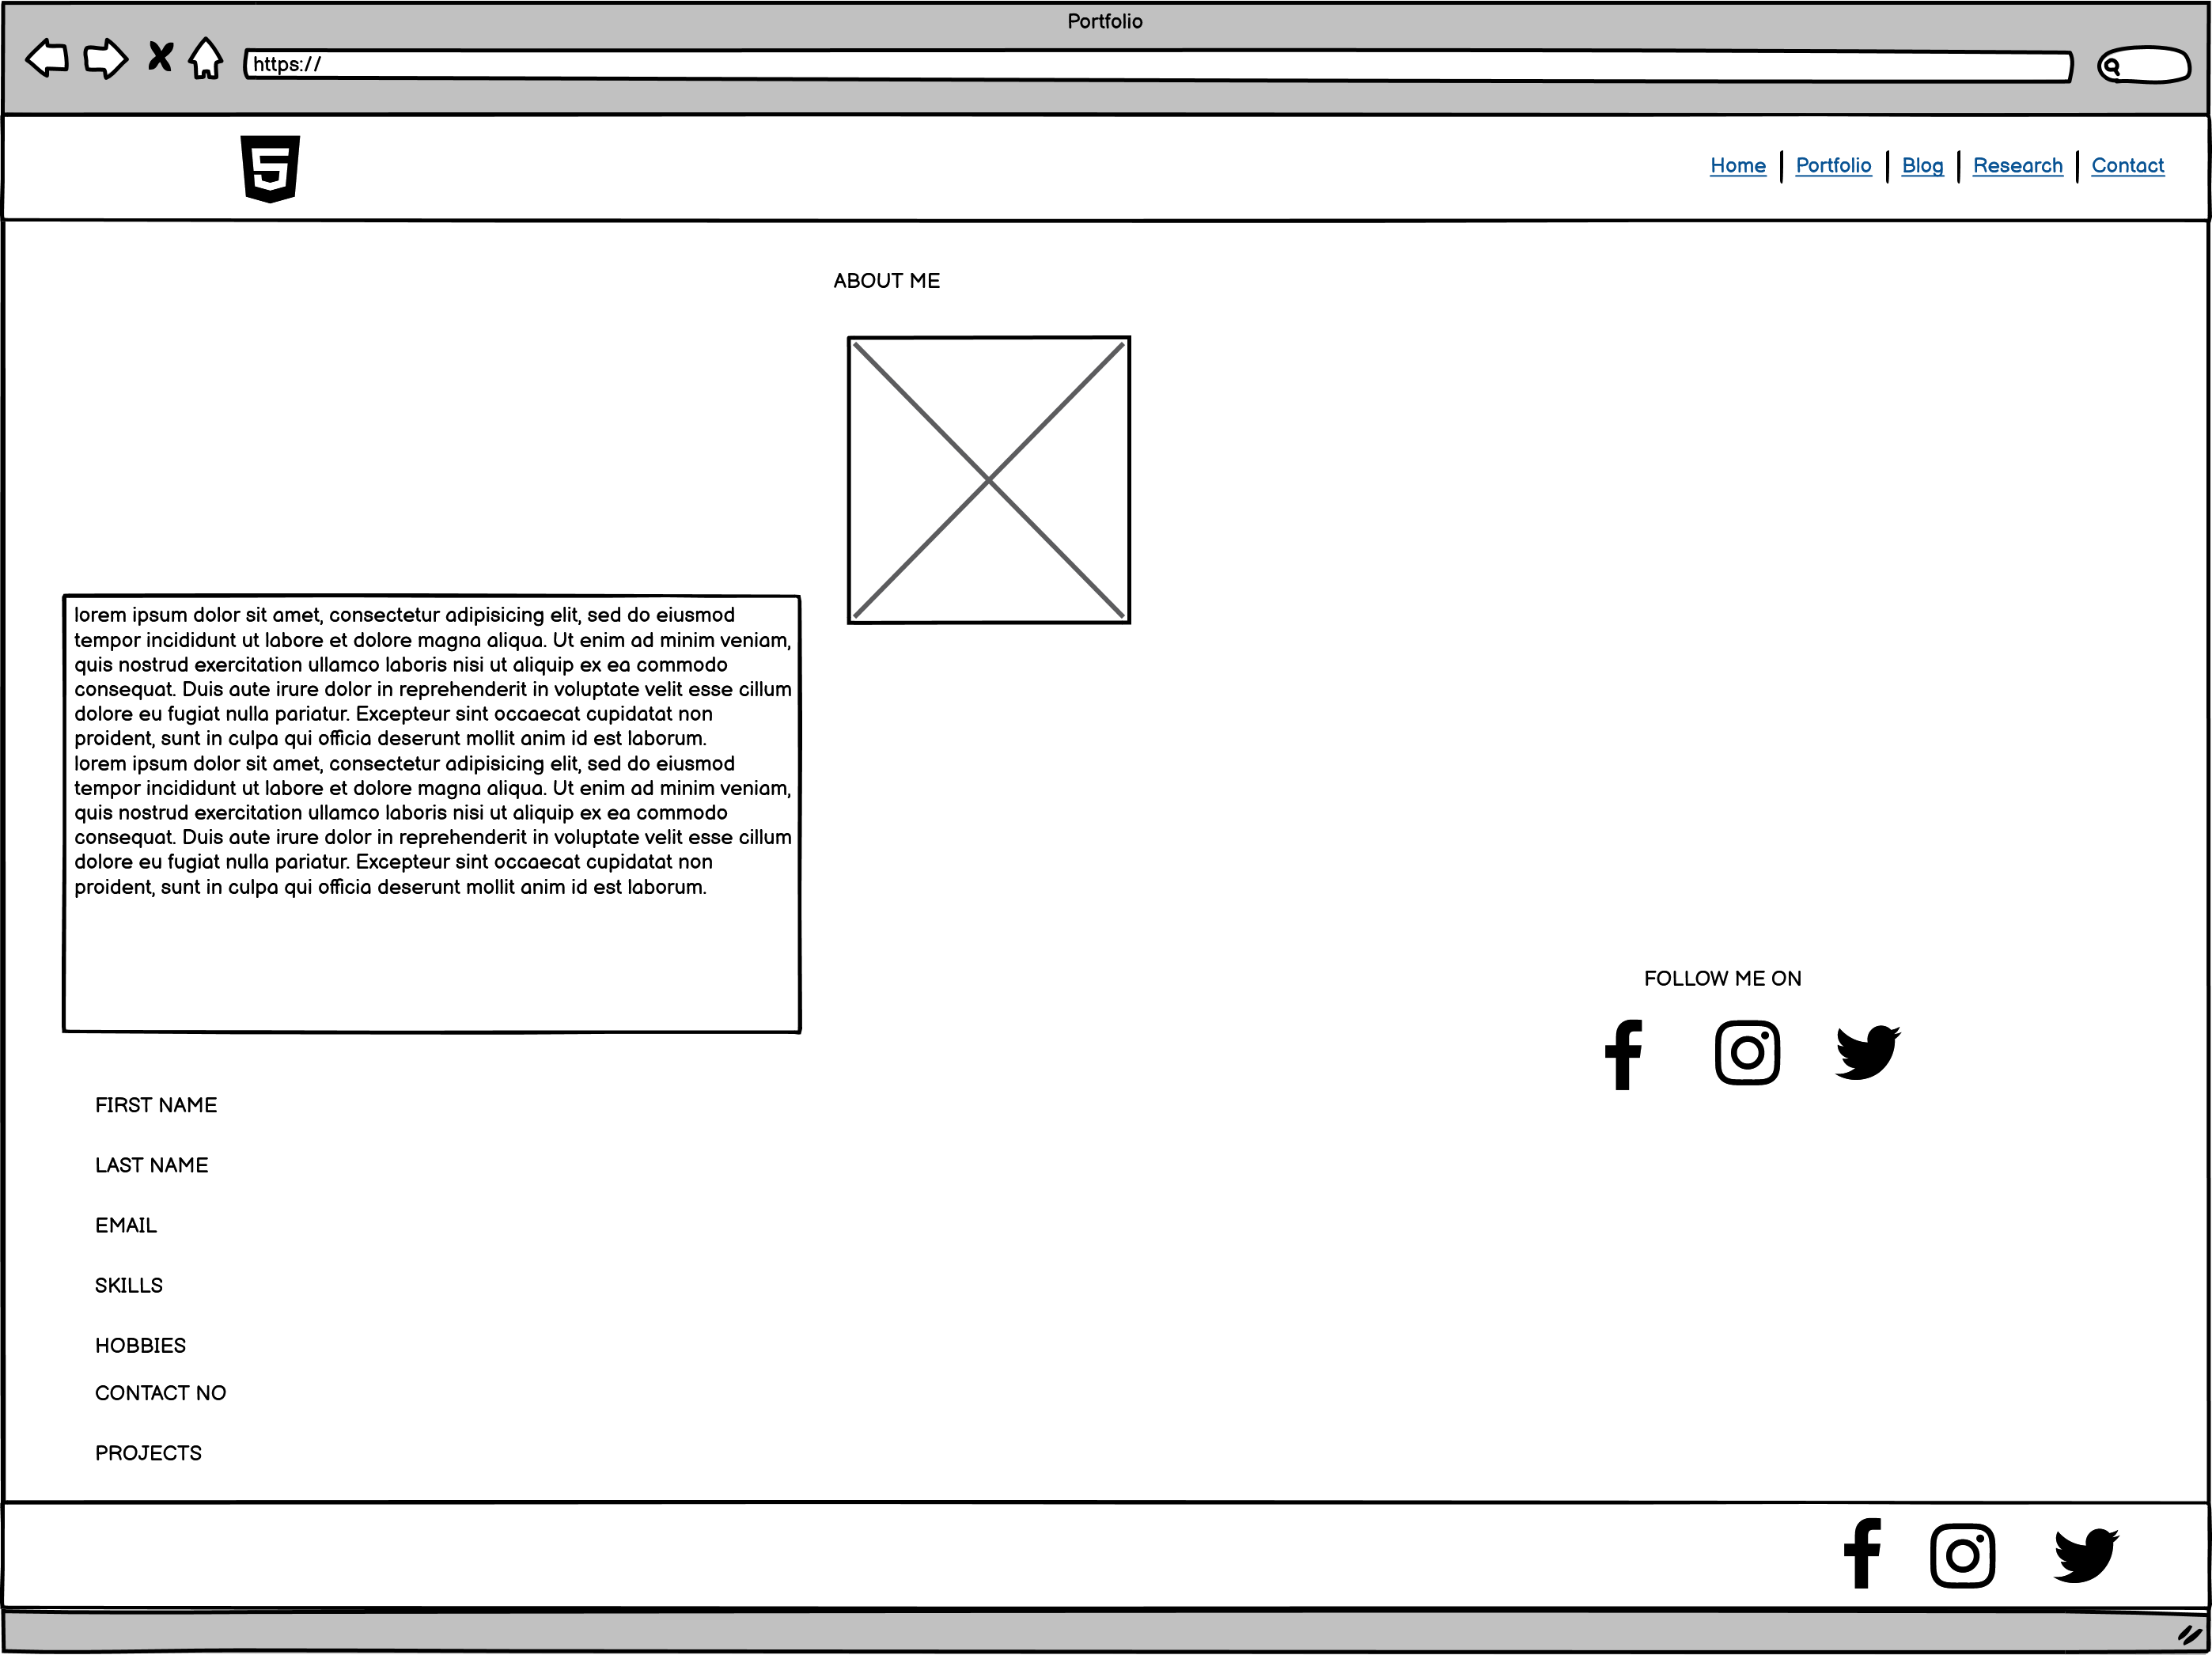 Portfolio
https://
Home | Portfolio | Blog | Research | Contact
ABOUT ME
lorem ipsum dolor sit amet, consectetur adipisicing elit, sed do eiusmod
tempor incididunt ut labore et dolore magna aliqua. Ut enim ad minim veniam,
quis nostrud exercitation ullamco laboris nisi ut aliquip ex ea commodo
consequat. Duis aute irure dolor in reprehenderit in voluptate velit esse cillum
dolore eu fugiat nulla pariatur. Excepteur sint occaecat cupidatat non
proident, sunt in culpa qui officia deserunt mollit anim id est laborum.
lorem ipsum dolor sit amet, consectetur adipisicing elit, sed do eiusmod
tempor incididunt ut labore et dolore magna aliqua. Ut enim ad minim veniam,
quis nostrud exercitation ullamco laboris nisi ut aliquip ex ea commodo
consequat. Duis aute irure dolor in reprehenderit in voluptate velit esse cillum
dolore eu fugiat nulla pariatur. Excepteur sint occaecat cupidatat non
proident, sunt in culpa qui officia deserunt mollit anim id est laborum.
FOLLOW ME ON
FIRST NAME
LAST NAME
EMAIL
SKILLS
HOBBIES
CONTACT NO
PROJECTS